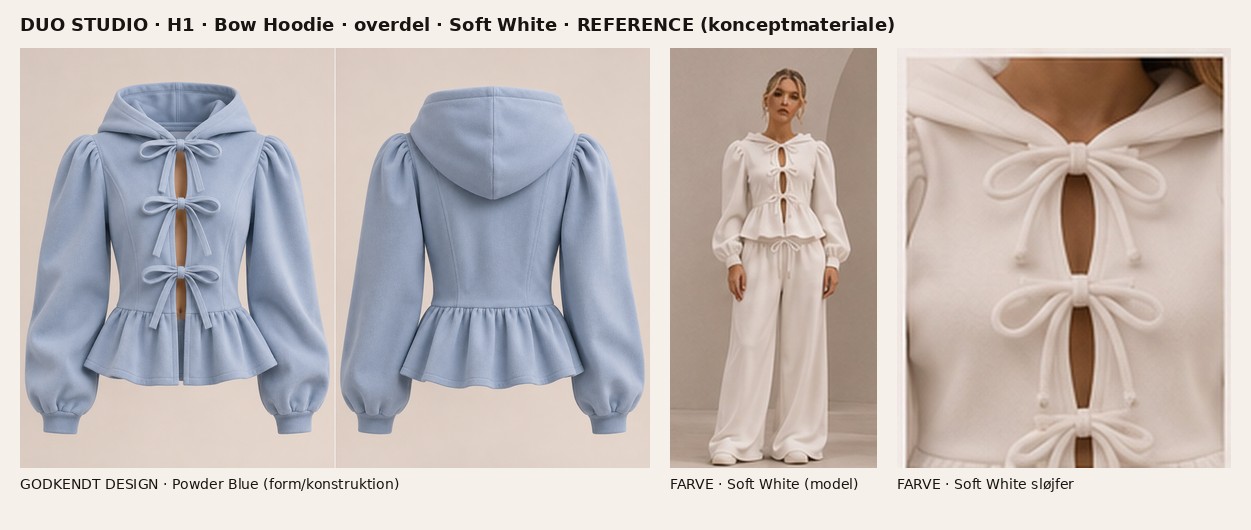 DUO STUDIO · H1 · Bow Hoodie · overdel · Soft White · REFERENCE (konceptmateriale)
GODKENDT DESIGN · Powder Blue (form/konstruktion)
FARVE · Soft White (model)
FARVE · Soft White sløjfer